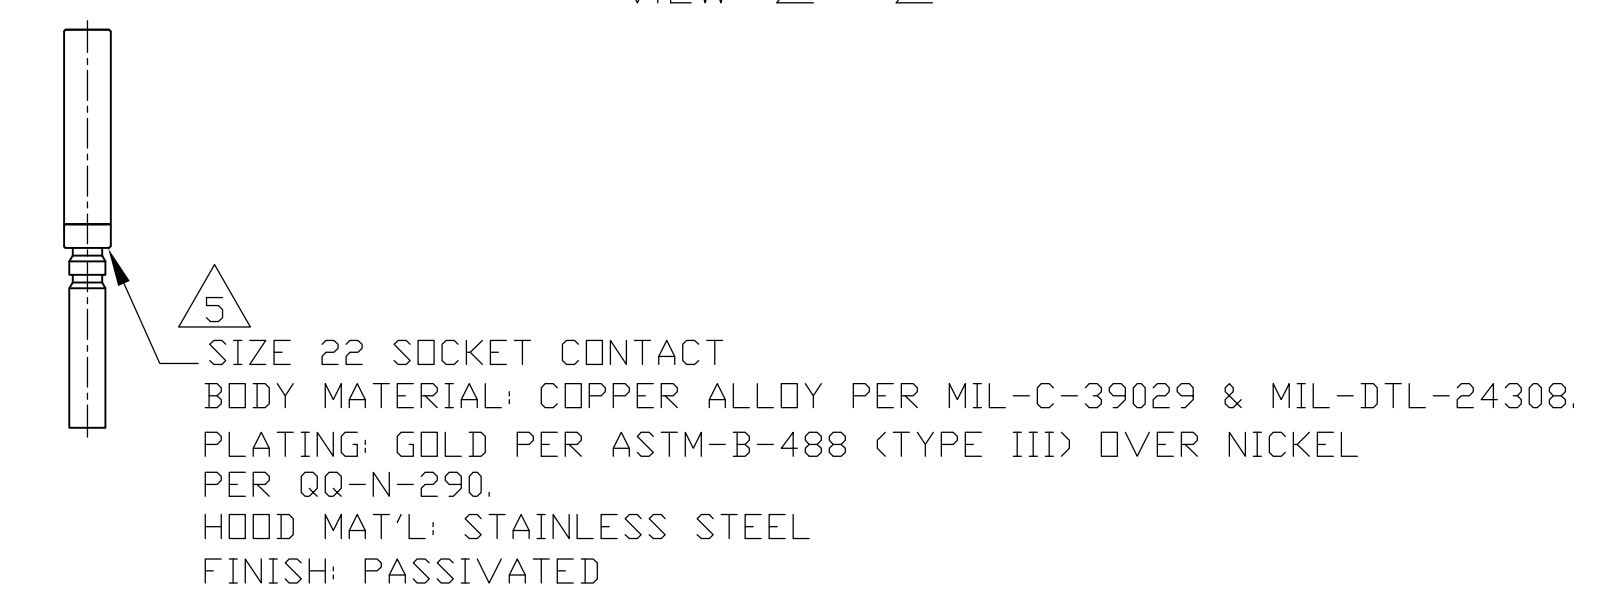 VIEW Z - Z
5
SIZE 22 SOCKET CONTACT
BODY MATERIAL: COPPER ALLOY PER MIL-C-39029 & MIL-DTL-24308.
PLATING: GOLD PER ASTM-B-488 (TYPE III) OVER NICKEL
PER QQ-N-290.
HOOD MAT'L: STAINLESS STEEL
FINISH: PASSIVATED